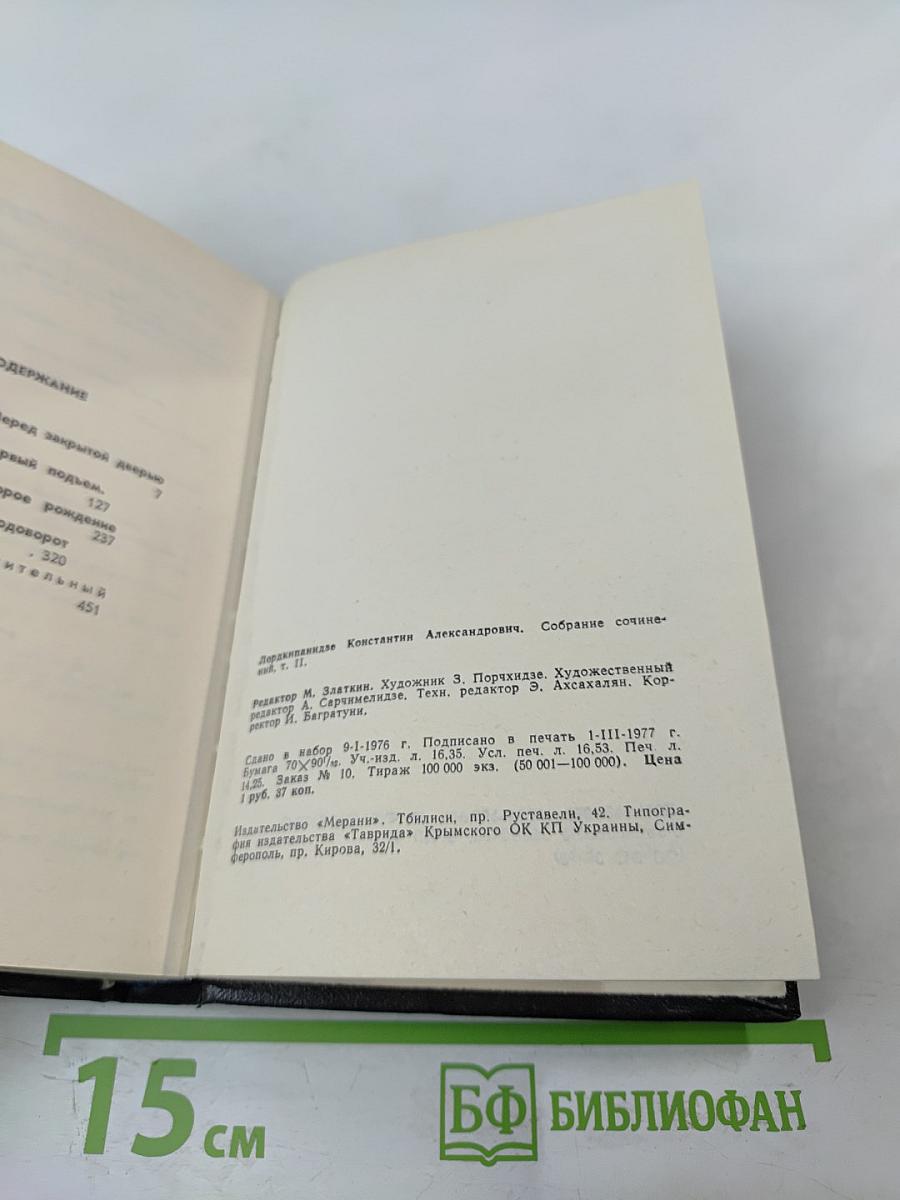 ОДЕРЖАНИЕ
еред закрытой дверью
7
рвый подъем.
127
орое рождение
237
одоворот
. 320
ительный
451
Лордкипанидзе Константин Александрович. Собрание сочине-
ний, т. II.
Редактор М. Златкин. Художник З. Порчхидзе. Художественный
редактор А. Сарчимелидзе. Техн. редактор Э. Ахсахалян. Кор-
ректор И. Багратуни.
Сдано в набор 9-I-1976 г. Подписано в печать 1-III-1977 г.
Бумага 70×90¹/₃₂. Уч.-изд. л. 16,35. Усл. печ. л. 16,53. Печ. л.
14,25. Заказ № 10. Тираж 100 000 экз. (50 001—100 000). Цена
1 руб. 37 коп.
Издательство «Мерани». Тбилиси, пр. Руставели, 42. Типогра-
фия издательства «Таврида» Крымского ОК КП Украины, Сим-
ферополь, пр. Кирова, 32/1.
15 см
БФ БИБЛИОФАН